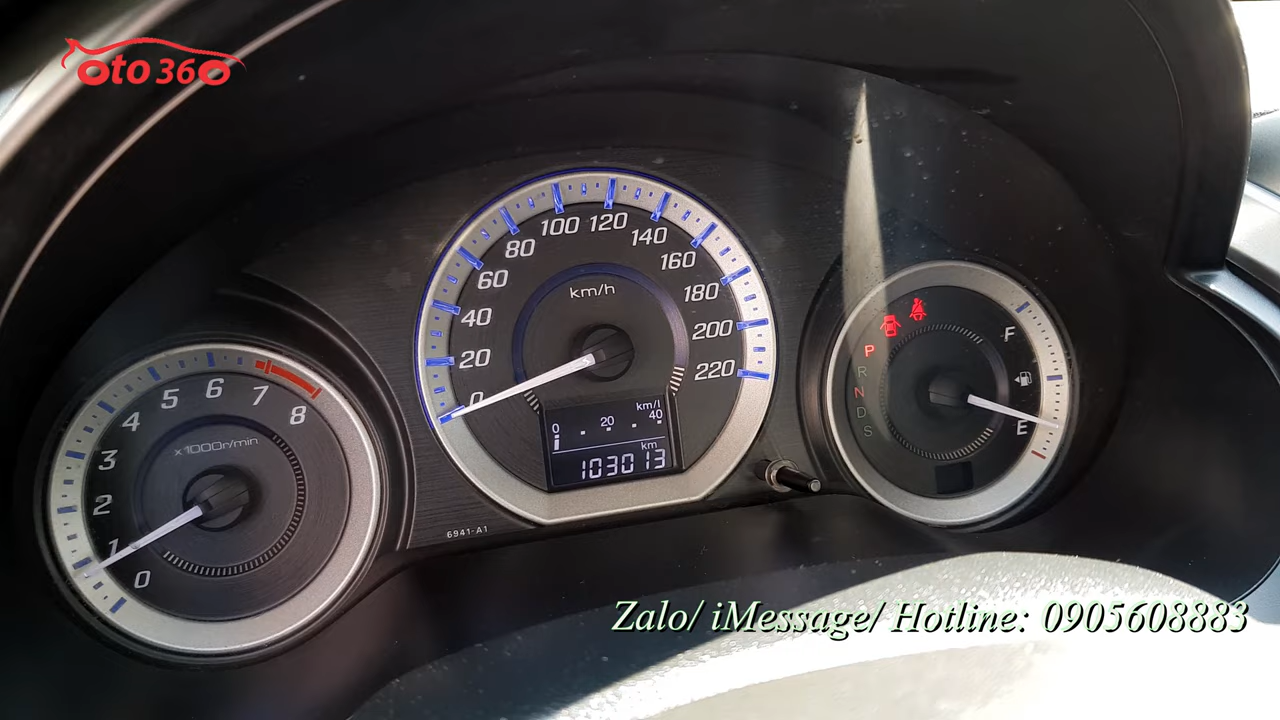 oto 360
0
20
40
60
80
100
120
140
160
180
200
220
km/h
km/l
0 20 40
km
103013
6941-A1
0
1
2
3
4
5
6
7
8
x1000r/min
P
R
N
D
S
F
E
Zalo/ iMessage/ Hotline: 0905608883